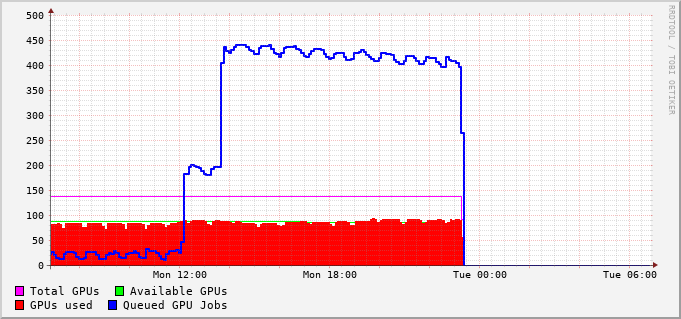 500
450
400
350
300
250
200
150
100
50
0
Mon 12:00 Mon 18:00 Tue 00:00 Tue 06:00
Total GPUs Available GPUs
GPUs used Queued GPU Jobs
RRDTOOL / TOBI OETIKER